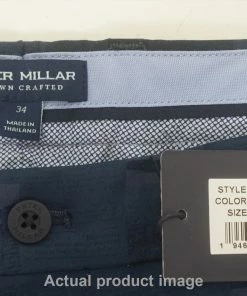 ER MILLAR
WN CRAFTED
34
MADE IN
THAILAND
STYLE
COLOR
SIZE
1 946
Actual product image